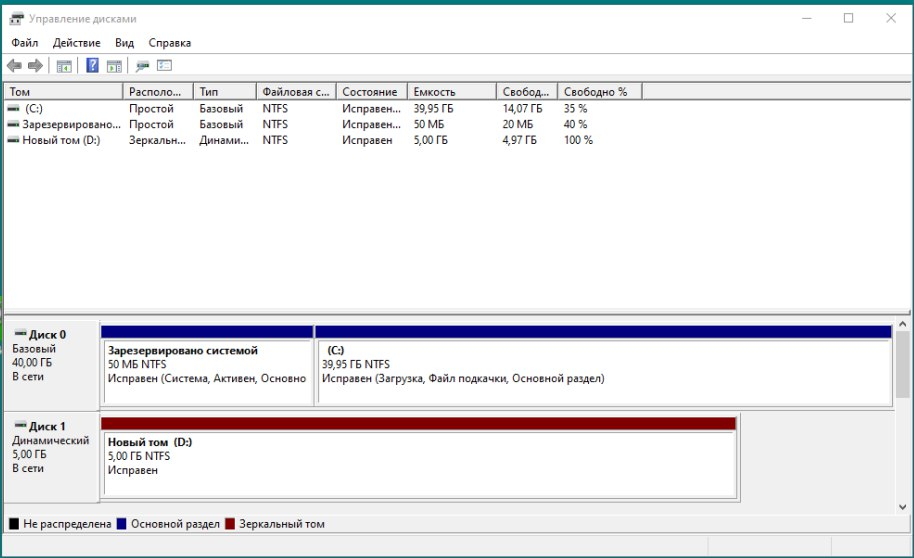 Управление дисками
Файл Действие Вид Справка
Том Располо... Тип Файловая с... Состояние Емкость Свобод... Свободно %
(C:) Простой Базовый NTFS Исправен... 39,95 ГБ 14,07 ГБ 35 %
Зарезервировано... Простой Базовый NTFS Исправен... 50 МБ 20 МБ 40 %
Новый том (D:) Зеркальн... Динами... NTFS Исправен 5,00 ГБ 4,97 ГБ 100 %
Диск 0
Базовый
40,00 ГБ
В сети
Зарезервировано системой
50 МБ NTFS
Исправен (Система, Активен, Основно
(C:)
39,95 ГБ NTFS
Исправен (Загрузка, Файл подкачки, Основной раздел)
Диск 1
Динамический
5,00 ГБ
В сети
Новый том (D:)
5,00 ГБ NTFS
Исправен
Не распределена Основной раздел Зеркальный том